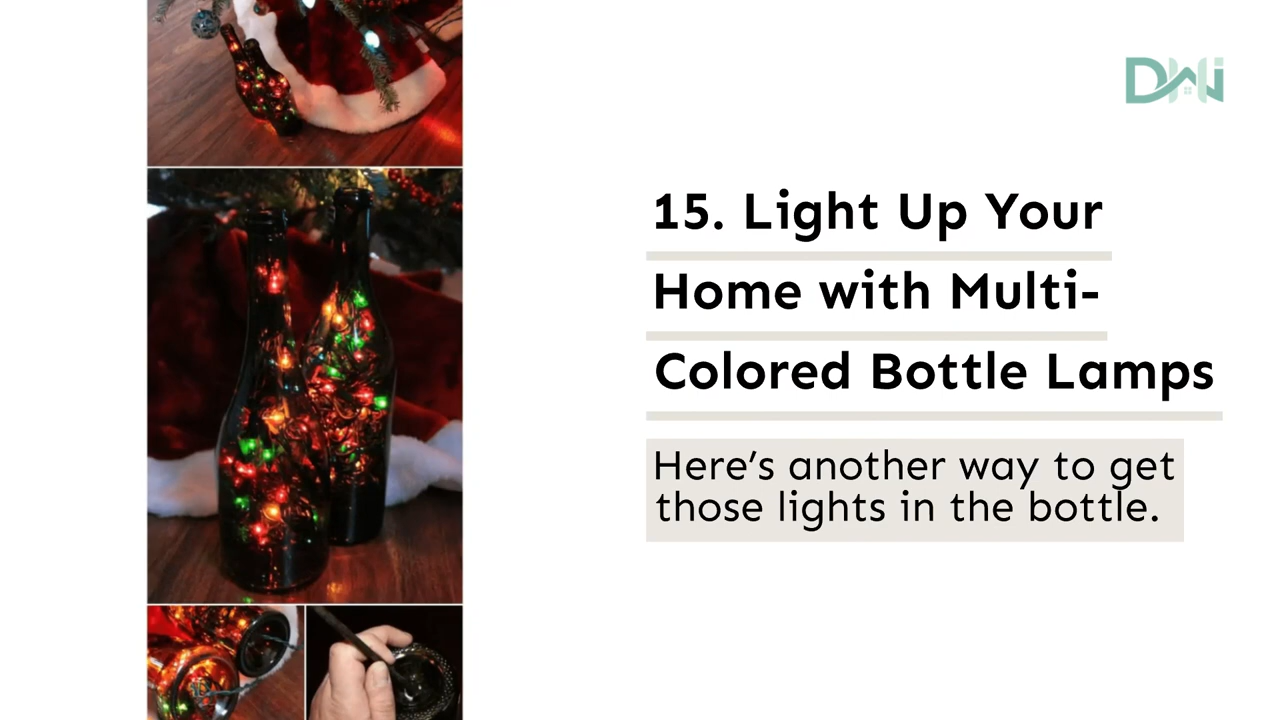 DHI
15. Light Up Your
Home with Multi-
Colored Bottle Lamps
Here’s another way to get
those lights in the bottle.